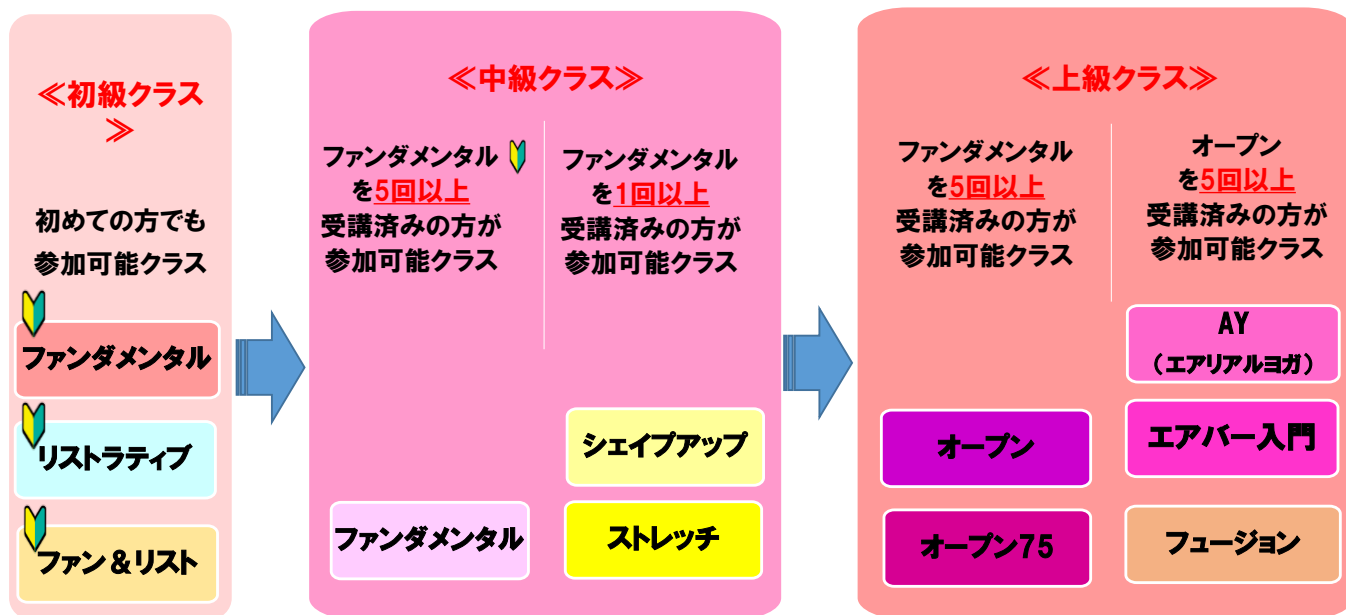 ≪初級クラス
≫
初めての方でも
参加可能クラス
ファンダメンタル
リストラティブ
ファン＆リスト
≪中級クラス≫
ファンダメンタル
を5回以上
受講済みの方が
参加可能クラス
ファンダメンタル
ファンダメンタル
を1回以上
受講済みの方が
参加可能クラス
シェイプアップ
ストレッチ
≪上級クラス≫
ファンダメンタル
を5回以上
受講済みの方が
参加可能クラス
オープン
オープン75
オープン
を5回以上
受講済みの方が
参加可能クラス
AY
（エアリアルヨガ）
エアバー入門
フュージョン